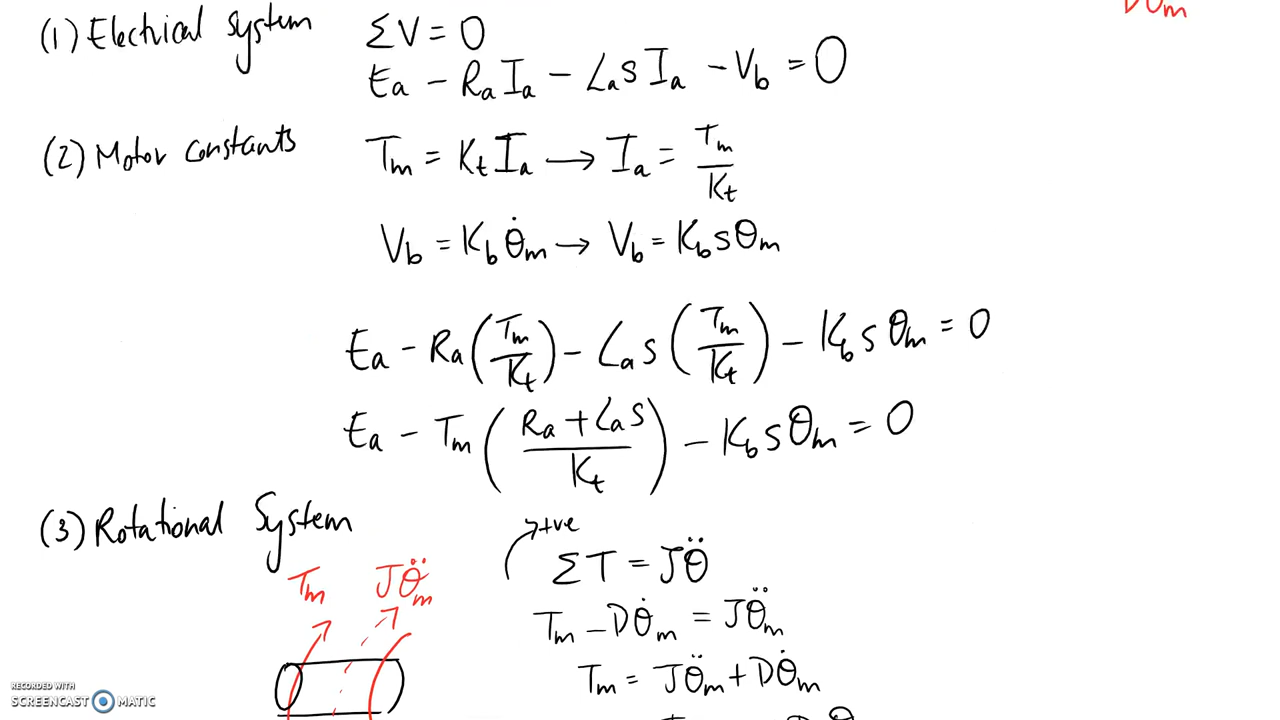 Dθ̇m
(1) Electrical system ΣV = 0
Ea - RaIa - LasIa - Vb = 0
(2) Motor constants Tm = KtIa → Ia = Tm/Kt
Vb = Kbθ̇m → Vb = Kbsθm
Ea - Ra(Tm/Kt) - Las(Tm/Kt) - Kbsθm = 0
Ea - Tm((Ra + Las)/Kt) - Kbsθm = 0
(3) Rotational System
+ve
ΣT = Jθ̈
Tm Jθ̈m
Tm - Dθ̇m = Jθ̈m
Tm = Jθ̈m + Dθ̇m
RECORDED WITH
SCREENCAST MATIC